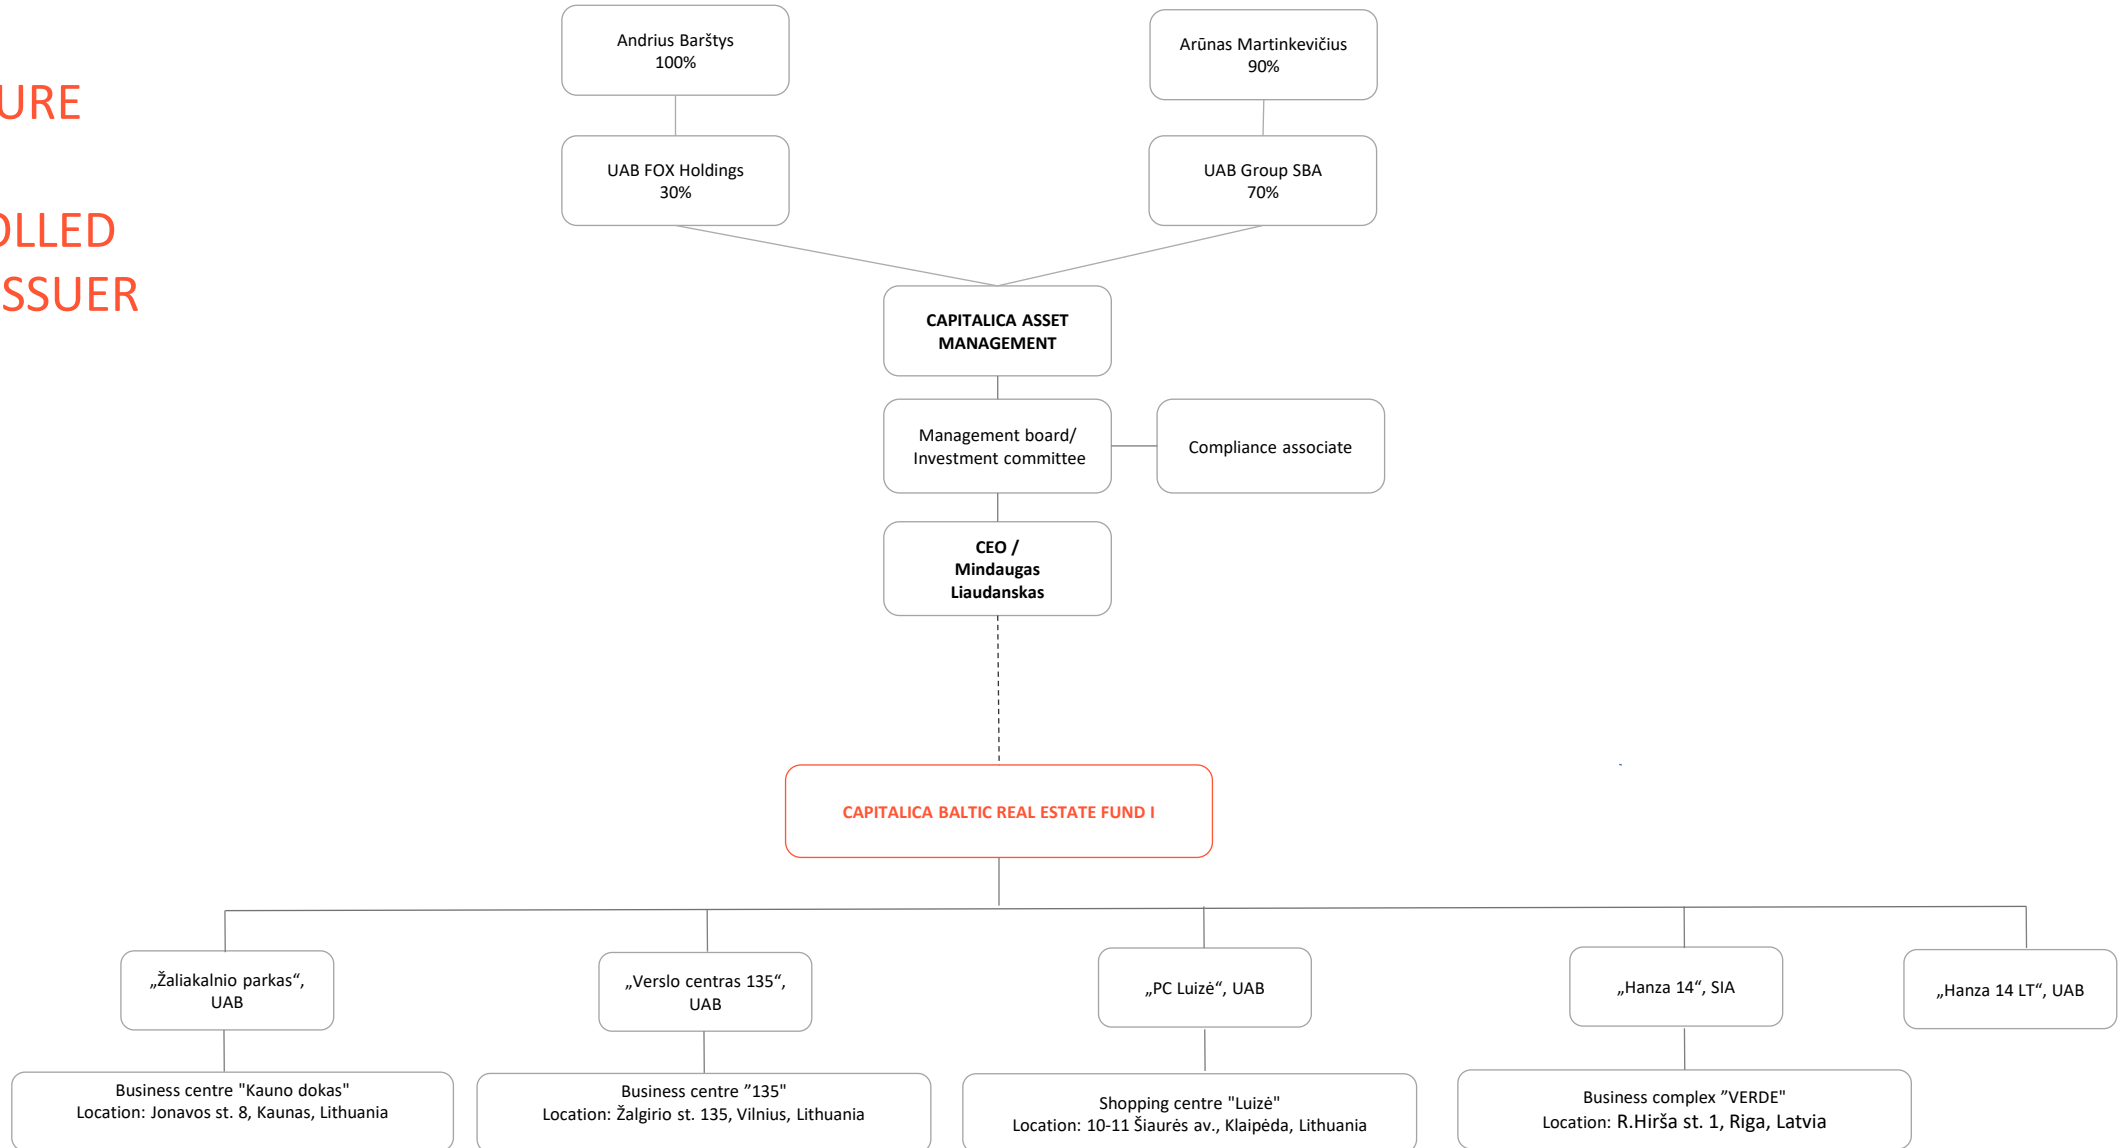 URE
OLLED
SSUER
Andrius Barštys
100%
Arūnas Martinkevičius
90%
UAB FOX Holdings
30%
UAB Group SBA
70%
CAPITALICA ASSET
MANAGEMENT
Management board/
Investment committee
Compliance associate
CEO /
Mindaugas
Liaudanskas
CAPITALICA BALTIC REAL ESTATE FUND I
„Žaliakalnio parkas“,
UAB
„Verslo centras 135“,
UAB
„PC Luizė“, UAB
„Hanza 14“, SIA
„Hanza 14 LT“, UAB
Business centre "Kauno dokas"
Location: Jonavos st. 8, Kaunas, Lithuania
Business centre ”135"
Location: Žalgirio st. 135, Vilnius, Lithuania
Shopping centre "Luizė"
Location: 10-11 Šiaurės av., Klaipėda, Lithuania
Business complex ”VERDE"
Location: R.Hirša st. 1, Riga, Latvia